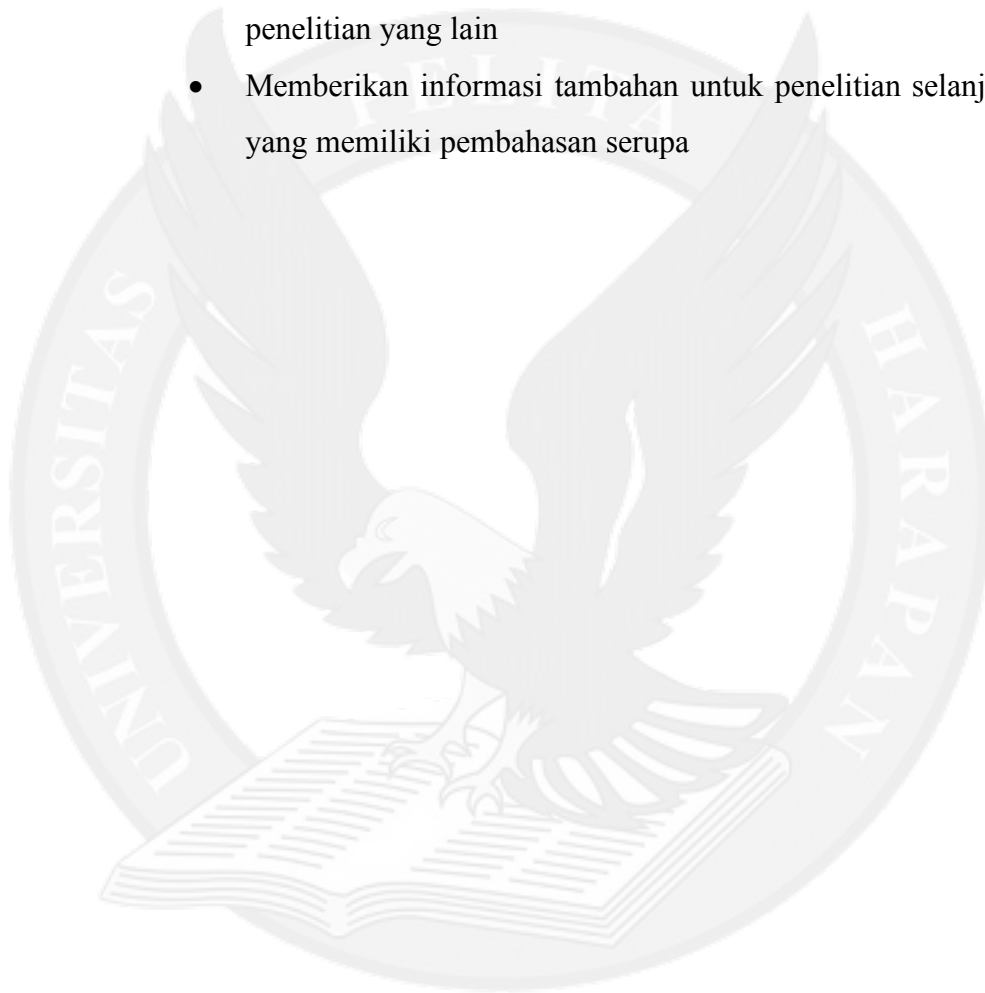 penelitian yang lain
• Memberikan informasi tambahan untuk penelitian selanj
yang memiliki pembahasan serupa
UNIVERSITAS PELITA HARAPAN